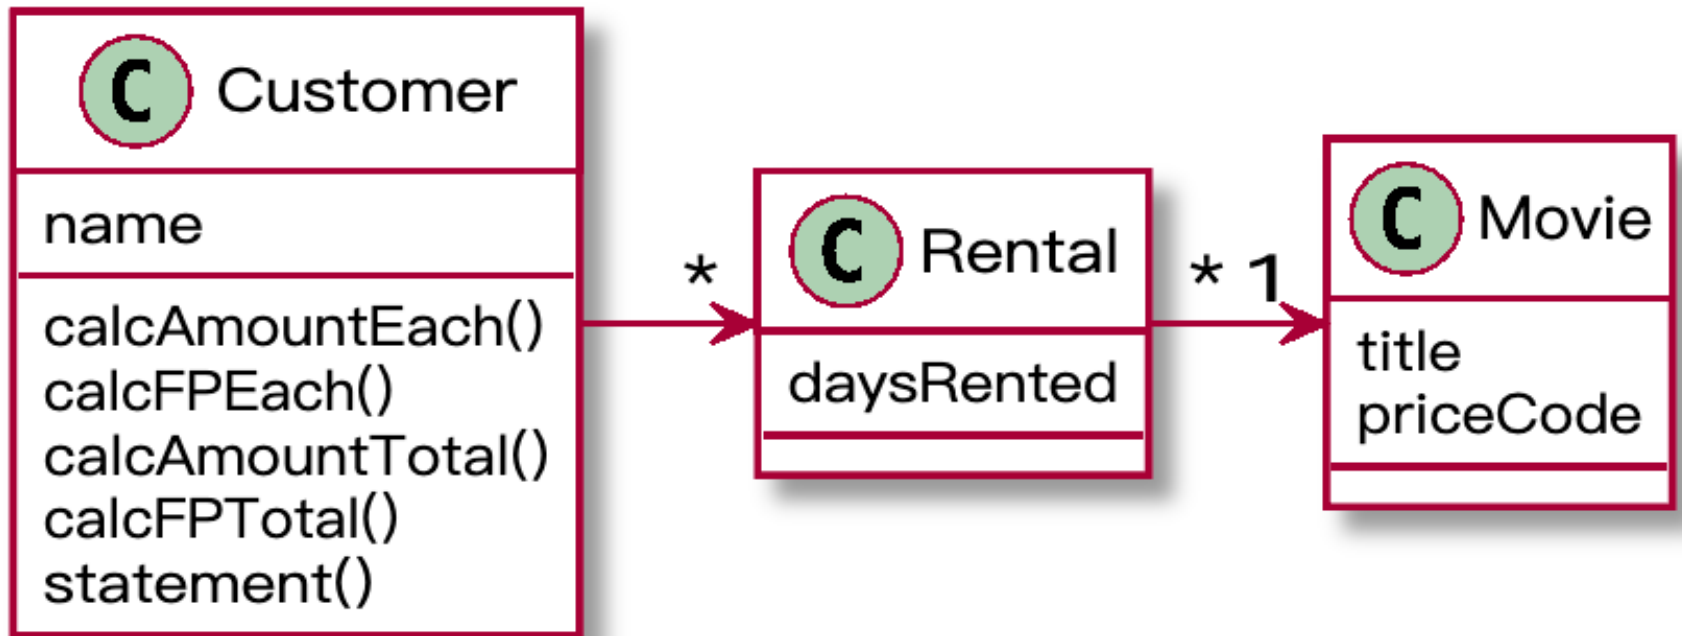 C Customer
name
calcAmountEach()
calcFPEach()
calcAmountTotal()
calcFPTotal()
statement()
*
C Rental
daysRented
* 1
C Movie
title
priceCode